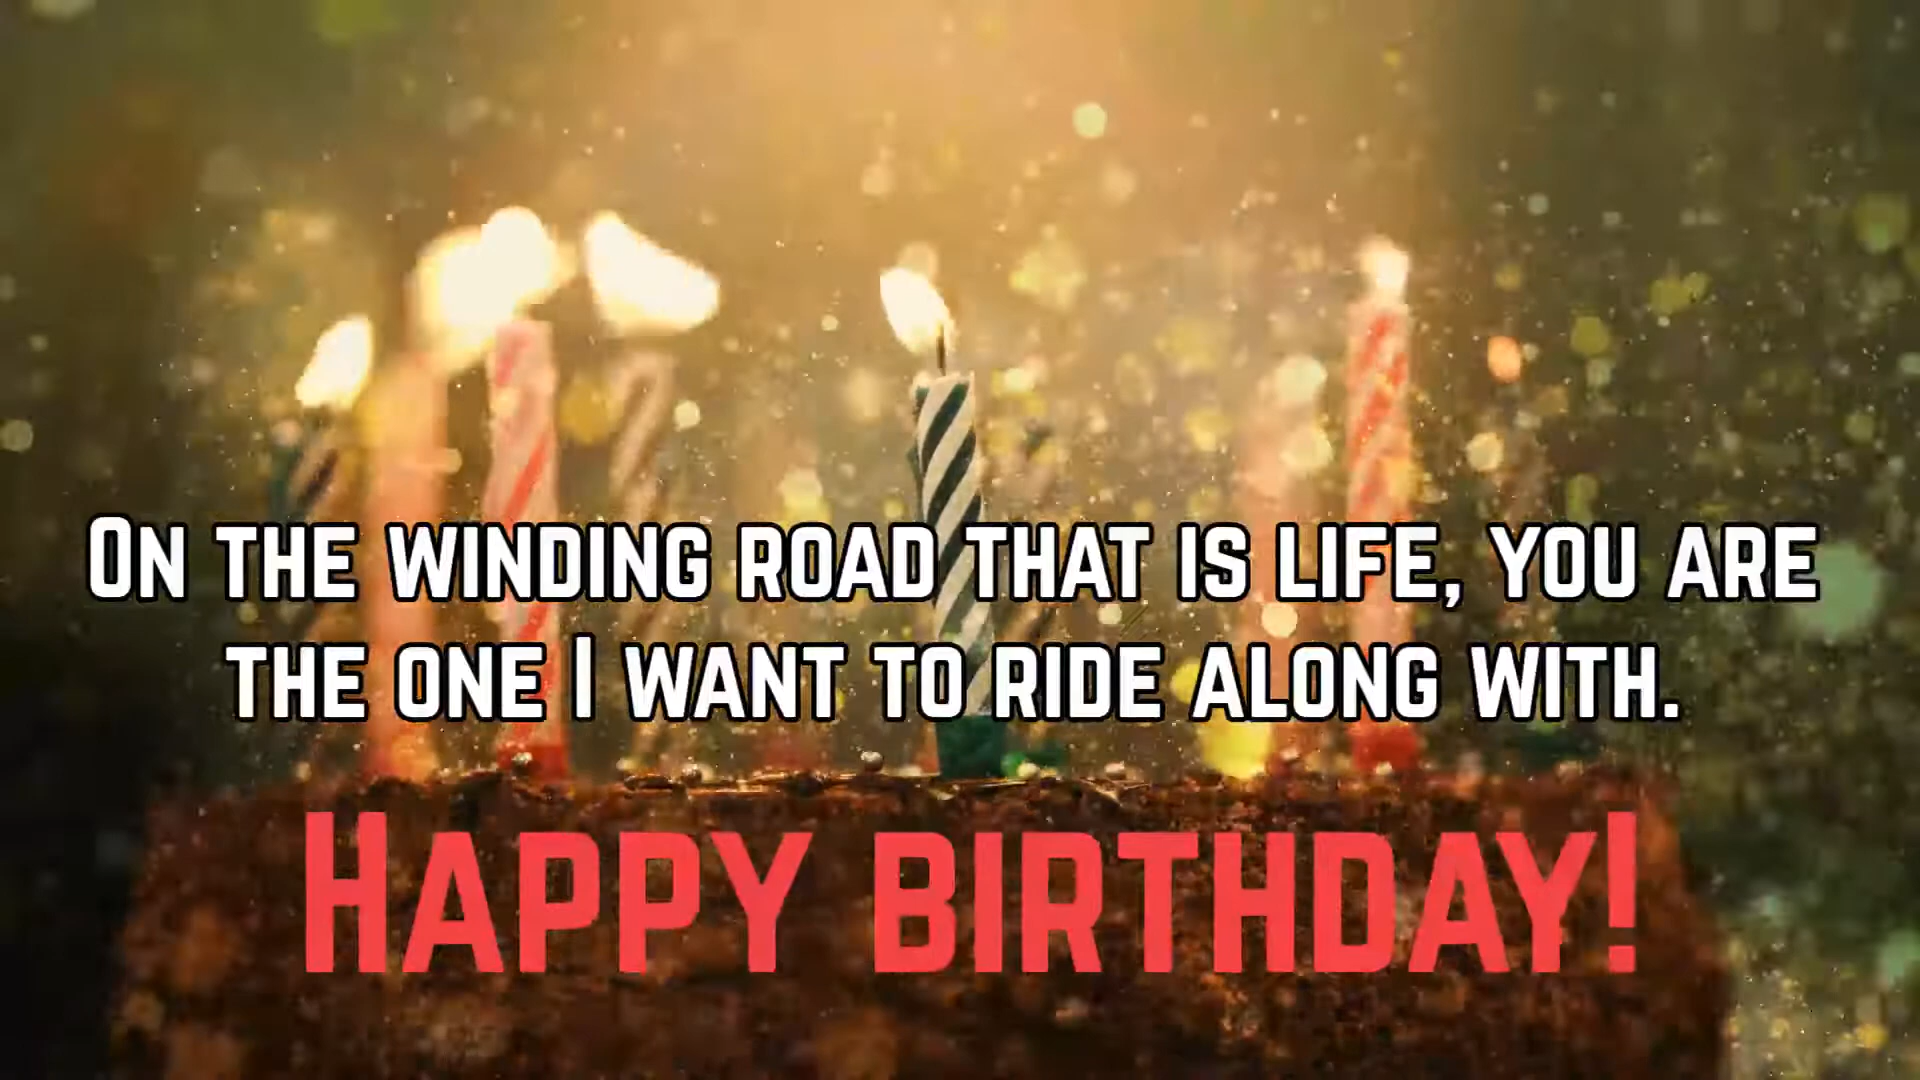 On the winding road that is life, you are
the one I want to ride along with.
Happy birthday!